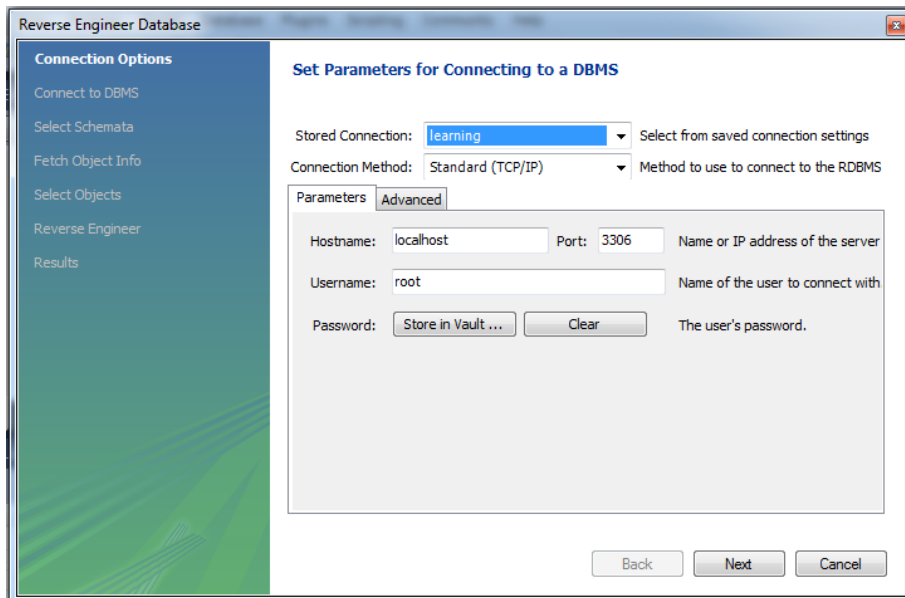 Reverse Engineer Database
Plugins Scripting Community Help
Connection Options
Connect to DBMS
Select Schemata
Fetch Object Info
Select Objects
Reverse Engineer
Results
Set Parameters for Connecting to a DBMS
Stored Connection: learning Select from saved connection settings
Connection Method: Standard (TCP/IP) Method to use to connect to the RDBMS
Parameters Advanced
Hostname: localhost Port: 3306 Name or IP address of the server
Username: root Name of the user to connect with.
Password: Store in Vault ... Clear The user's password.
Back Next Cancel